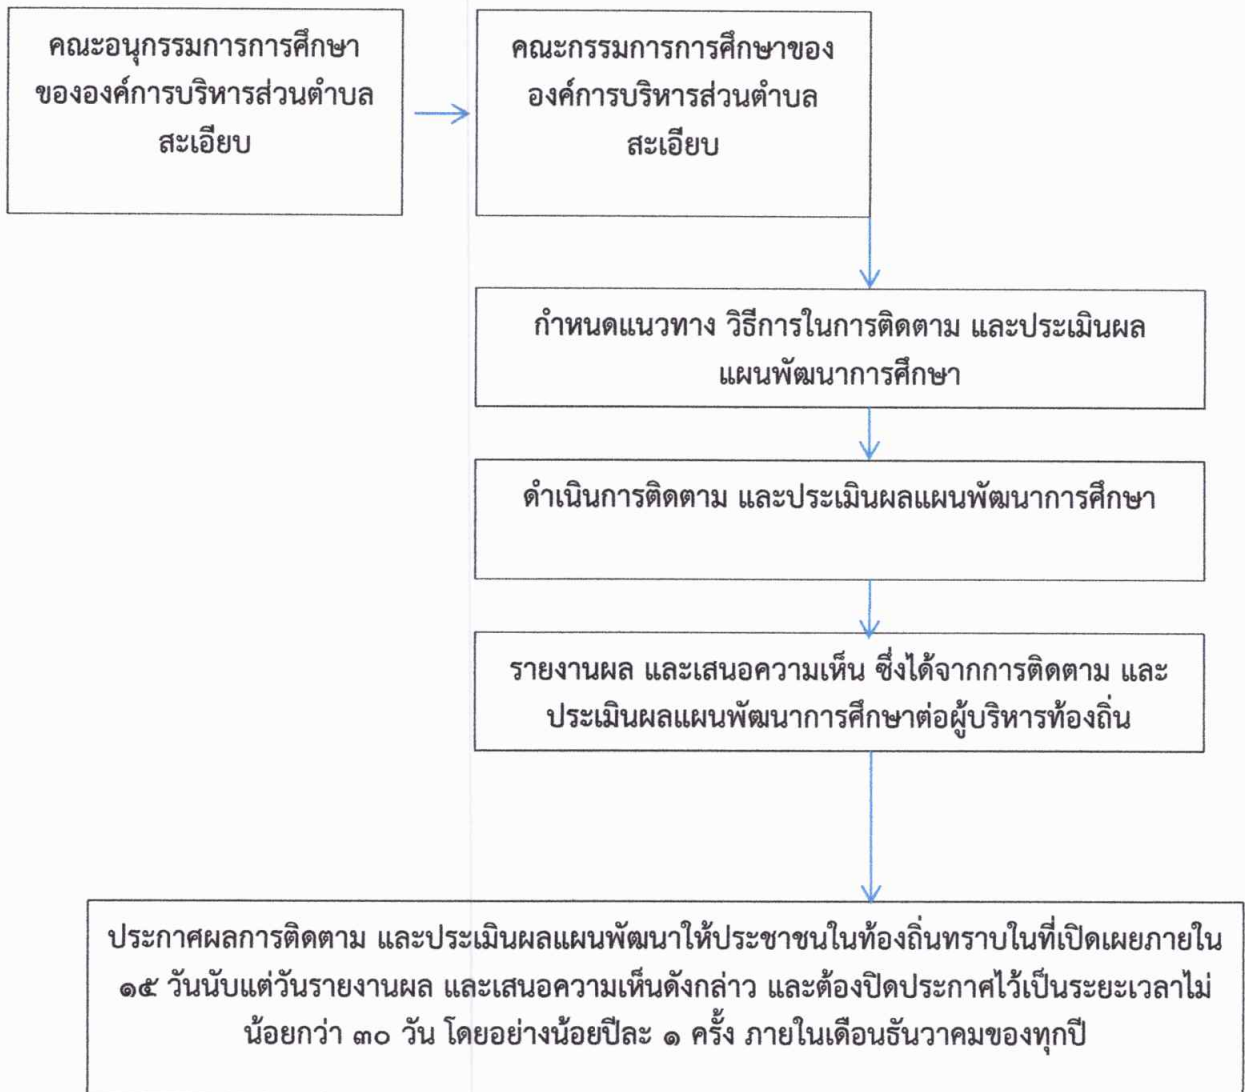 คณะอนุกรรมการการศึกษา
ขององค์การบริหารส่วนตำบล
สะเอียบ
คณะกรรมการการศึกษาของ
องค์การบริหารส่วนตำบล
สะเอียบ
กำหนดแนวทาง วิธีการในการติดตาม และประเมินผล
แผนพัฒนาการศึกษา
ดำเนินการติดตาม และประเมินผลแผนพัฒนาการศึกษา
รายงานผล และเสนอความเห็น ซึ่งได้จากการติดตาม และ
ประเมินผลแผนพัฒนาการศึกษาต่อผู้บริหารท้องถิ่น
ประกาศผลการติดตาม และประเมินผลแผนพัฒนาให้ประชาชนในท้องถิ่นทราบในที่เปิดเผยภายใน
๑๕ วันนับแต่วันรายงานผล และเสนอความเห็นดังกล่าว และต้องปิดประกาศไว้เป็นระยะเวลาไม่
น้อยกว่า ๓๐ วัน โดยอย่างน้อยปีละ ๑ ครั้ง ภายในเดือนธันวาคมของทุกปี